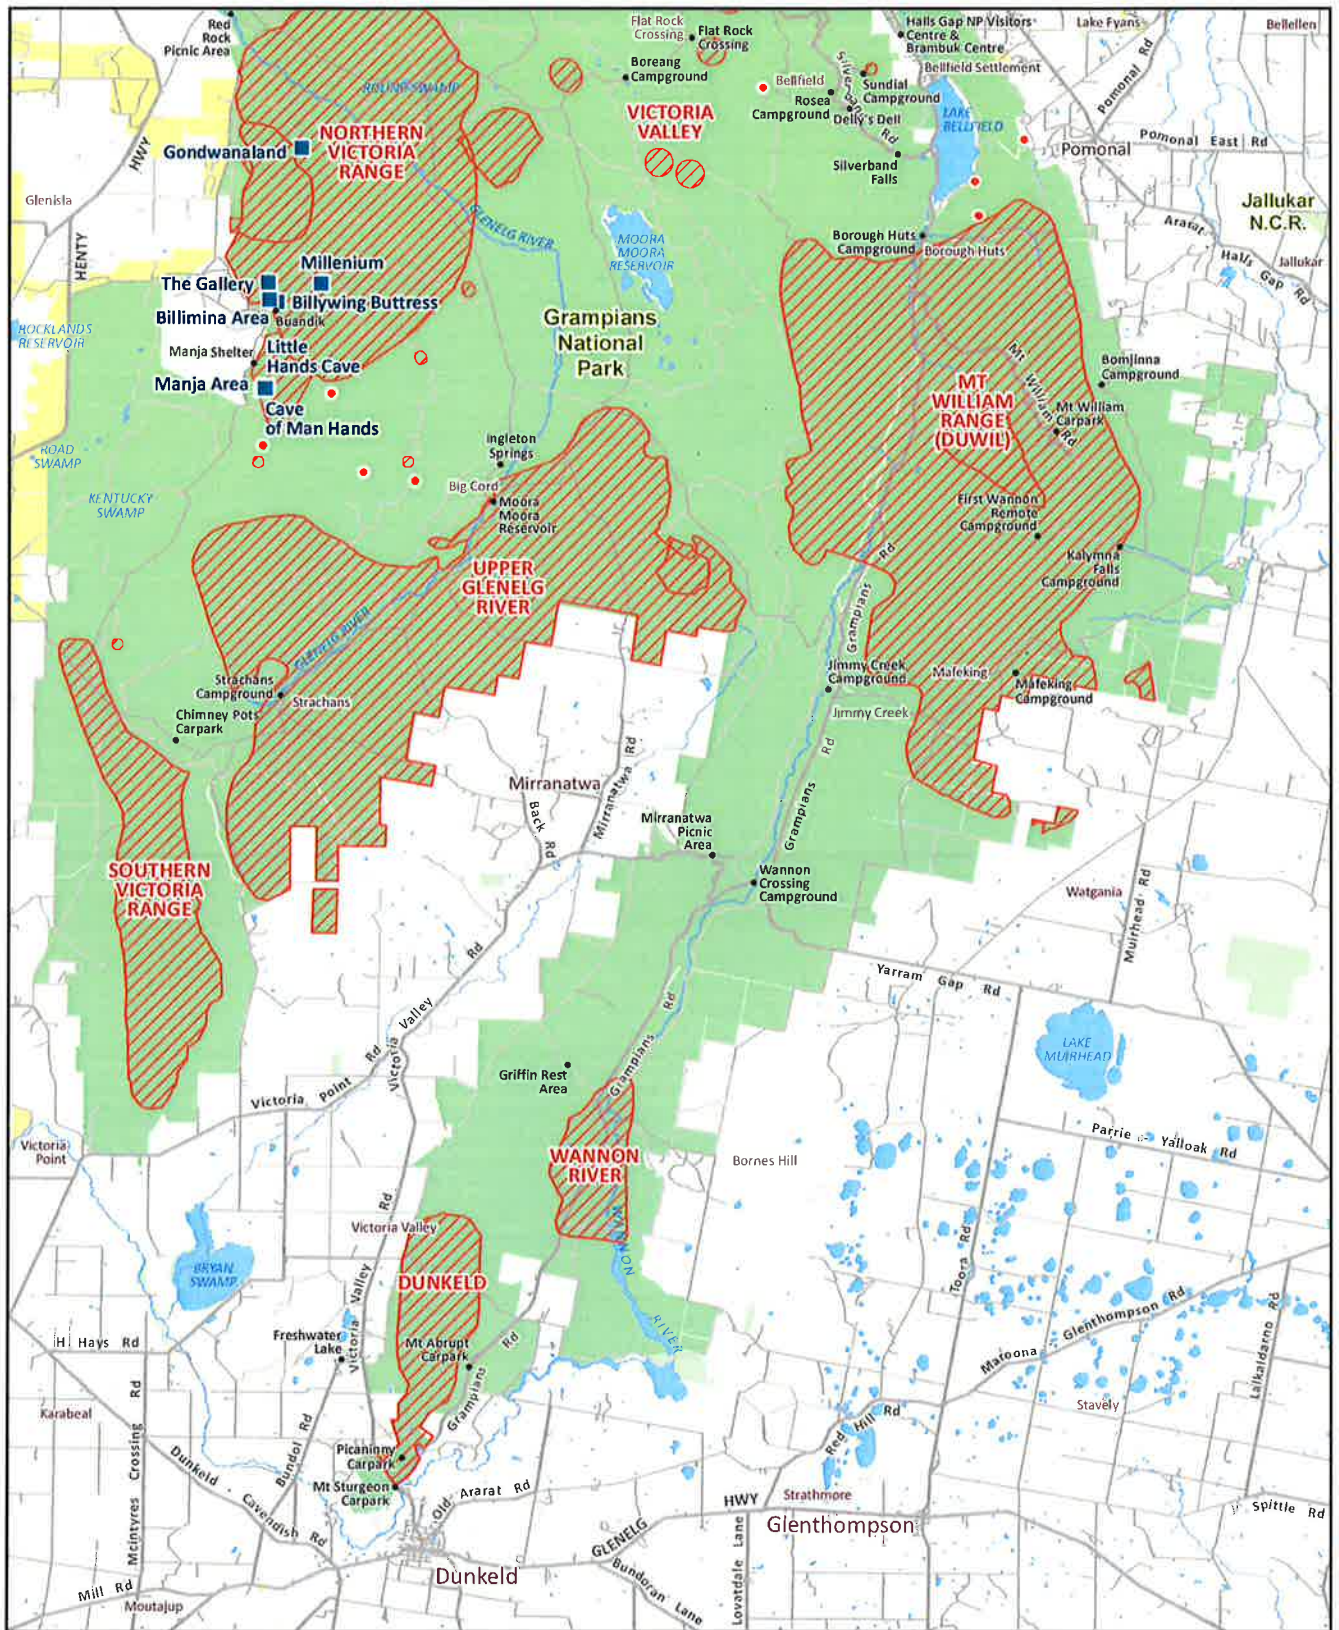 Red
Rock
Picnic Area
Flat Rock
Crossing
Flat Rock
Crossing
Boreang
Campground
Halls Gap NP Visitors
Centre &
Brambuk Centre
Bellfield Settlement
Lake Fyans
Bellellen
Pomonal Rd
ROUND SWAMP
VICTORIA
VALLEY
Bellfield
Rosea
Campground
Silverband
Rd
Sundial
Campground
Delly's Dell
LAKE
BELLFIELD
Pomonal East Rd
Pomonal
NORTHERN
VICTORIA
RANGE
Gondwanaland
HWY
Silverband
Falls
Glenisla
HENTY
GLENELG RIVER
MOORA
MOORA
RESERVOIR
Borough Huts
Campground
Borough Huts
Jallukar
N.C.R.
Ararat
Halls Gap Rd
Jallukar
Millenium
The Gallery
Billywing Buttress
Billimina Area
Buandik
Grampians
National
Park
ROCKLANDS
RESERVOIR
Manja Shelter
Little
Hands Cave
Manja Area
Cave
of Man Hands
Mt William Rd
Bomjinna
Campground
MT
WILLIAM
RANGE
(DUWIL)
Mt William
Carpark
ROAD
SWAMP
KENTUCKY
SWAMP
Ingleton
Springs
Big Cord
Moora
Moora
Reservoir
First Wannon
Remote
Campground
Kalymna
Falls
Campground
UPPER
GLENELG
RIVER
Rd
Grampians
GLENELG RIVER
Strachans
Campground
Strachans
Chimney Pots
Carpark
Jimmy Creek
Campground
Jimmy Creek
Mafeking
Mafeking
Campground
Rd
Grampians
Mirranatwa
Mirranatwa Rd
Back Rd
Mirranatwa
Picnic
Area
Wannon
Crossing
Campground
SOUTHERN
VICTORIA
RANGE
Watgania
Muirhead Rd
Rd
Valley
Victoria
Yarram Gap Rd
LAKE
MUIRHEAD
Victoria Point Rd
Rd
Grampians
Griffin Rest
Area
Victoria
Point
WANNON
RIVER
Bornes Hill
Parrie - Yalloak Rd
WANNON RIVER
Victoria Valley
Rd
Victoria Valley
BRYAN
SWAMP
DUNKELD
Toora Rd
Glenthompson Rd
Maroona
Lalkaldarno Rd
H Hays Rd
Freshwater
Lake
Mt Abrupt
Carpark
Grampians Rd
Karabeal
McIntyres Crossing Rd
Dunkeld - Cavendish Rd
Bundol Rd
Picaninny
Carpark
Mt Sturgeon
Carpark
Stavely
Red Hill Rd
Old Ararat Rd
HWY
Strathmore
Glenthompson
Spittle Rd
GLENELG
Dunkeld
Bundoran Lane
Lovatdale Lane
Mill Rd
Moutajup